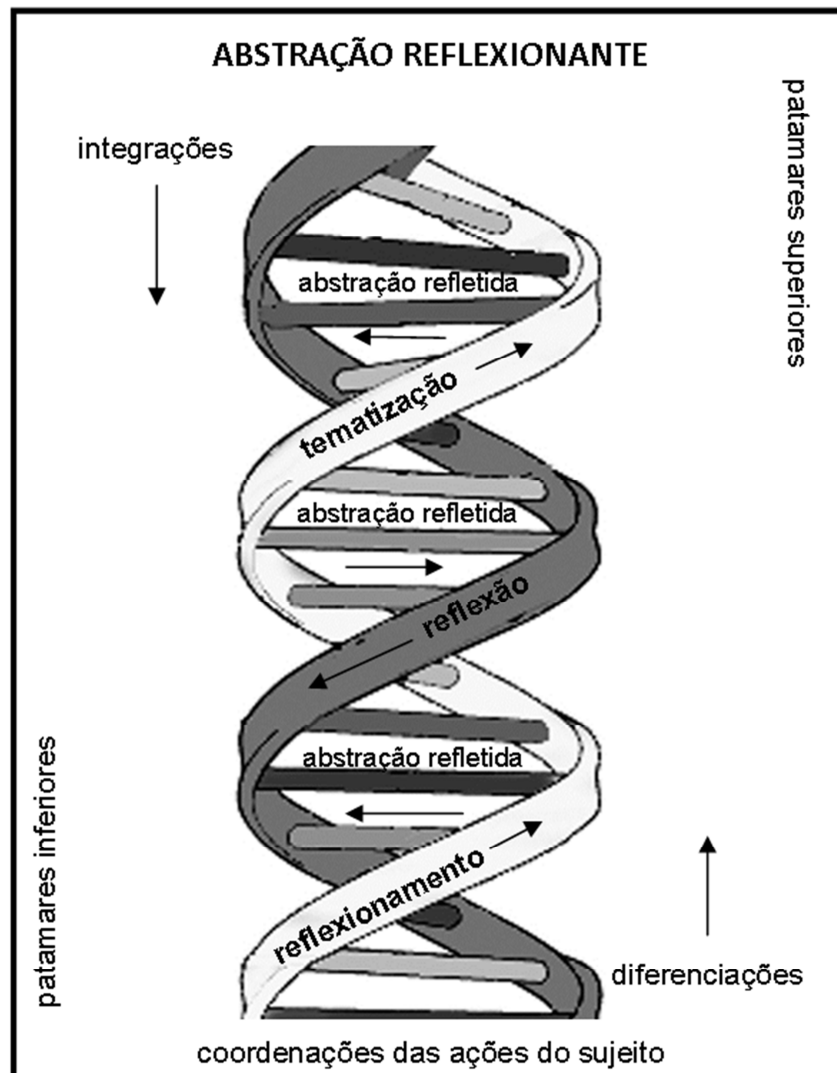 ABSTRAÇÃO REFLEXIONANTE
patamares superiores
integrações
abstração refletida
tematização
abstração refletida
reflexão
abstração refletida
patamares inferiores
reflexionamento
diferenciações
coordenações das ações do sujeito